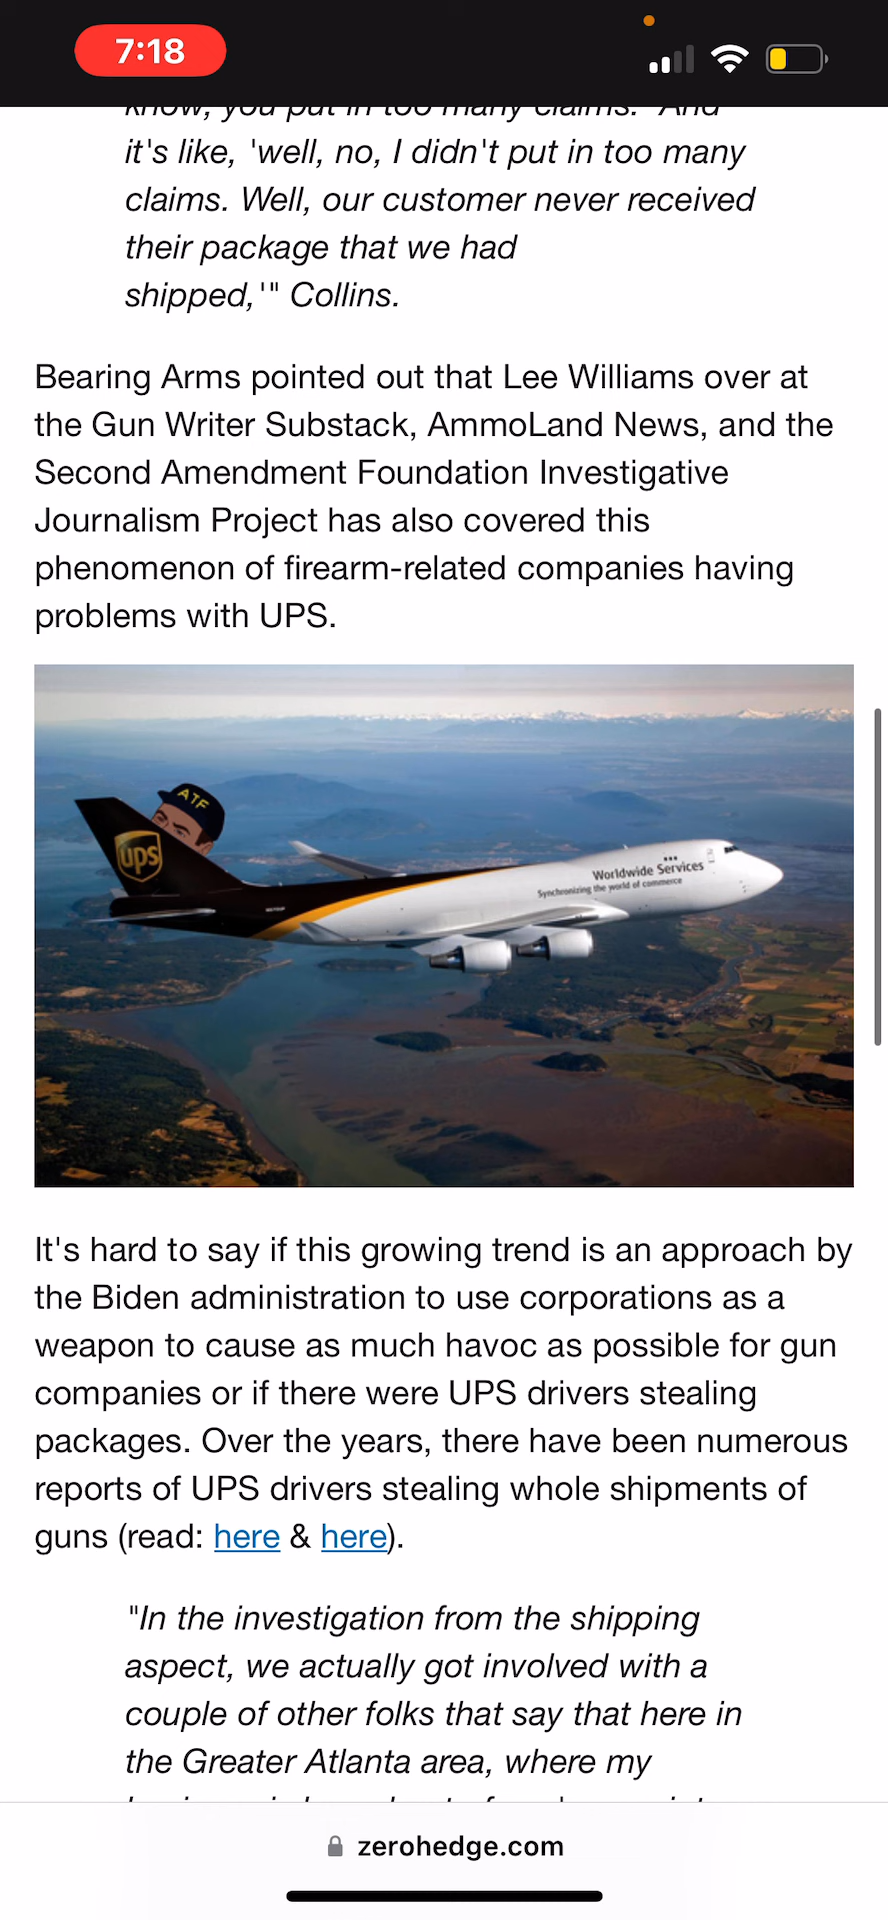 7:18
know, you put in too many claims." And
it's like, 'well, no, I didn't put in too many
claims. Well, our customer never received
their package that we had
shipped,'" Collins.
Bearing Arms pointed out that Lee Williams over at
the Gun Writer Substack, AmmoLand News, and the
Second Amendment Foundation Investigative
Journalism Project has also covered this
phenomenon of firearm-related companies having
problems with UPS.
ATF
ups
Worldwide Services
Synchronizing the world of commerce
It's hard to say if this growing trend is an approach by
the Biden administration to use corporations as a
weapon to cause as much havoc as possible for gun
companies or if there were UPS drivers stealing
packages. Over the years, there have been numerous
reports of UPS drivers stealing whole shipments of
guns (read: here & here).
"In the investigation from the shipping
aspect, we actually got involved with a
couple of other folks that say that here in
the Greater Atlanta area, where my
zerohedge.com